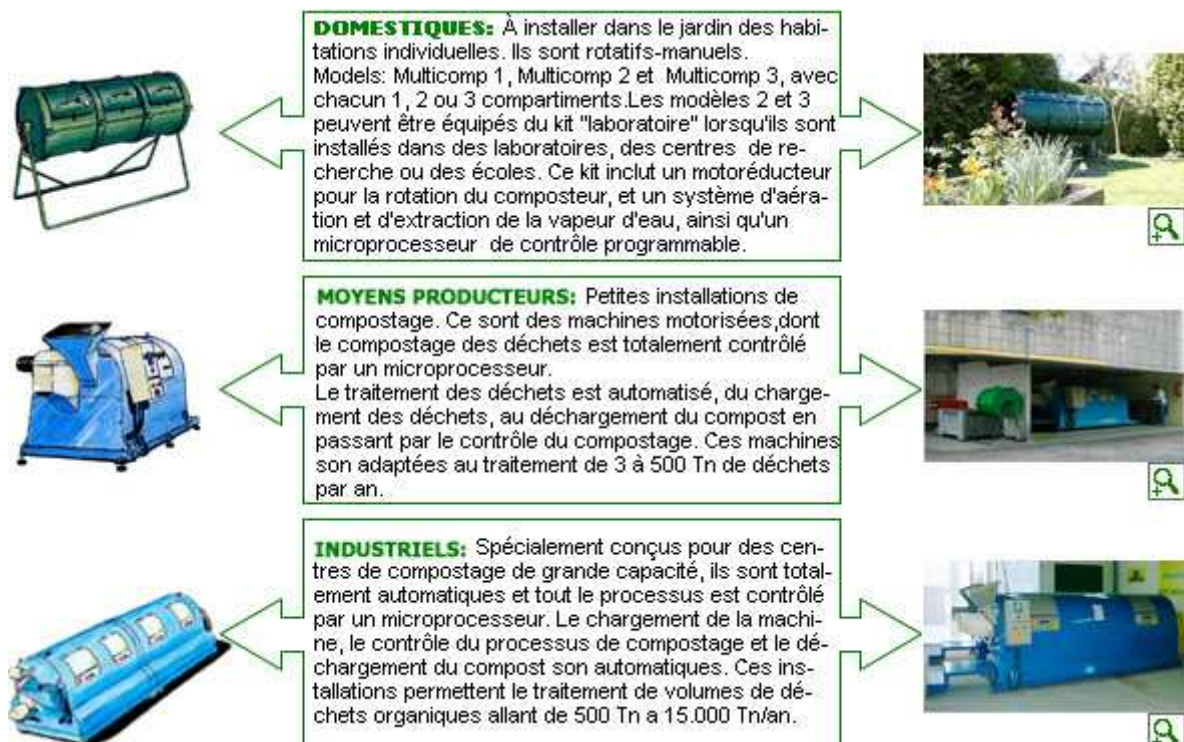 DOMESTIQUES: À installer dans le jardin des habi-
tations individuelles. Ils sont rotatifs-manuels.
Models: Multicomp 1, Multicomp 2 et Multicomp 3, avec
chacun 1, 2 ou 3 compartiments.Les modèles 2 et 3
peuvent être équipés du kit "laboratoire" lorsqu'ils sont
installés dans des laboratoires, des centres de re-
cherche ou des écoles. Ce kit inclut un motoréducteur
pour la rotation du composteur, et un système d'aéra-
tion et d'extraction de la vapeur d'eau, ainsi qu'un
microprocesseur de contrôle programmable.
MOYENS PRODUCTEURS: Petites installations de
compostage. Ce sont des machines motorisées,dont
le compostage des déchets est totalement contrôlé
par un microprocesseur.
Le traitement des déchets est automatisé, du charge-
ment des déchets, au déchargement du compost en
passant par le contrôle du compostage. Ces machines
son adaptées au traitement de 3 à 500 Tn de déchets
par an.
INDUSTRIELS: Spécialement conçus pour des cen-
tres de compostage de grande capacité, ils sont total-
ement automatiques et tout le processus est contrôlé
par un microprocesseur. Le chargement de la machi-
ne, le contrôle du processus de compostage et le dé-
chargement du compost son automatiques. Ces ins-
tallations permettent le traitement de volumes de dé-
chets organiques allant de 500 Tn a 15.000 Tn/an.